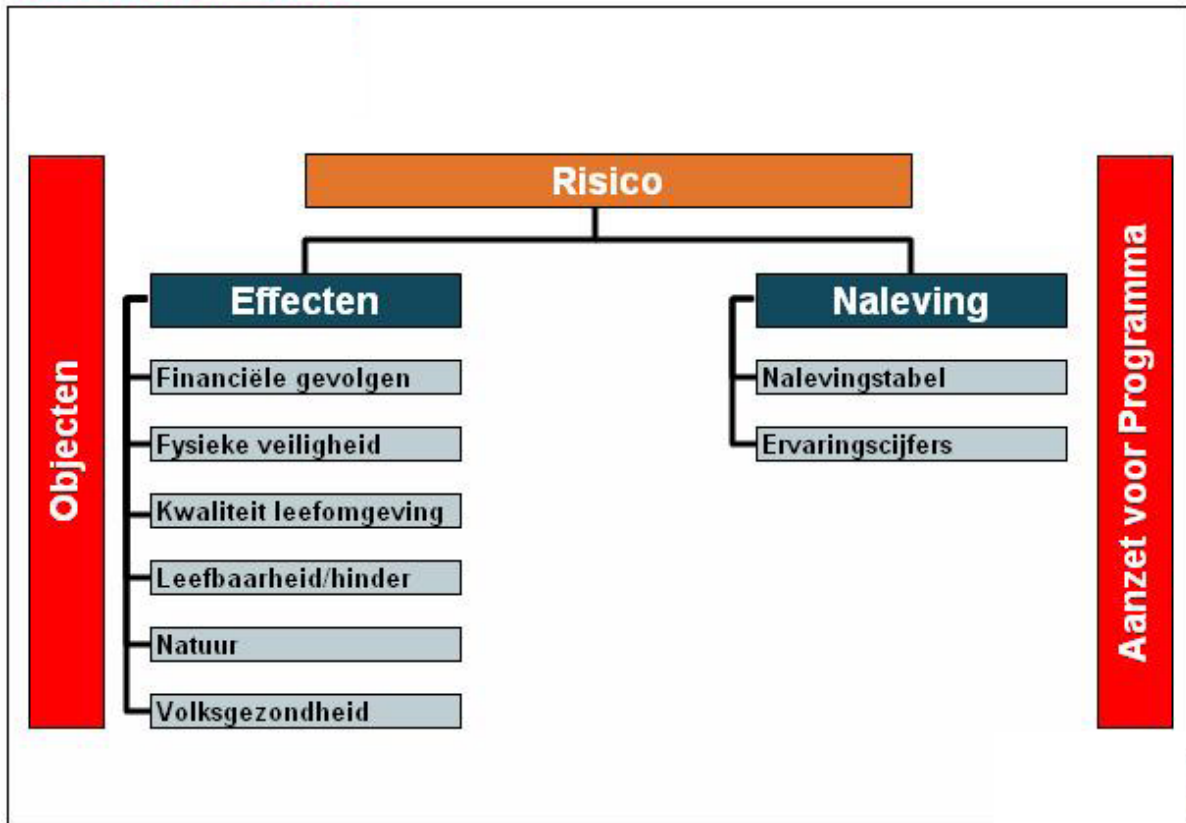 Objecten
Risico
Effecten
Financiële gevolgen
Fysieke veiligheid
Kwaliteit leefomgeving
Leefbaarheid/hinder
Natuur
Volksgezondheid
Naleving
Nalevingstabel
Ervaringscijfers
Aanzet voor Programma